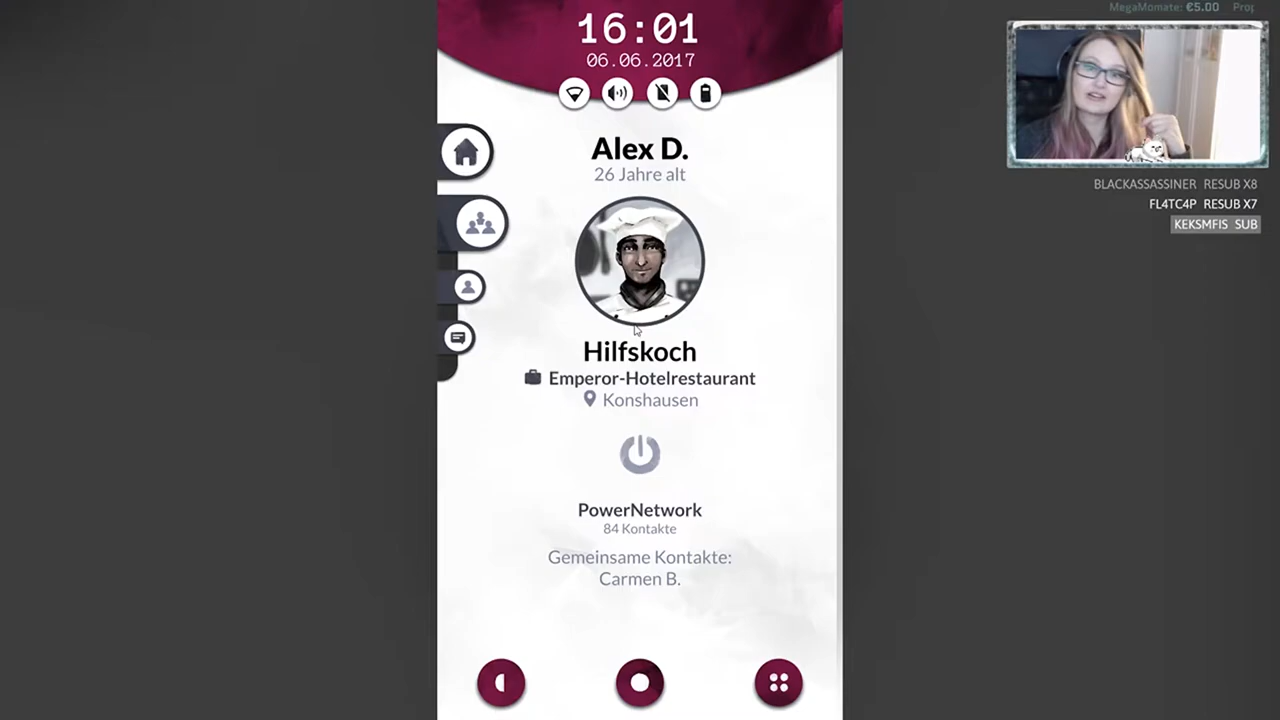 16:01
06.06.2017
Alex D.
26 Jahre alt
Hilfskoch
Emperor-Hotelrestaurant
Konshausen
PowerNetwork
84 Kontakte
Gemeinsame Kontakte:
Carmen B.
MegaMomate: €5.00
BLACKASSASSINER RESUB X8
FL4TC4P RESUB X7
KEKSMFIS SUB